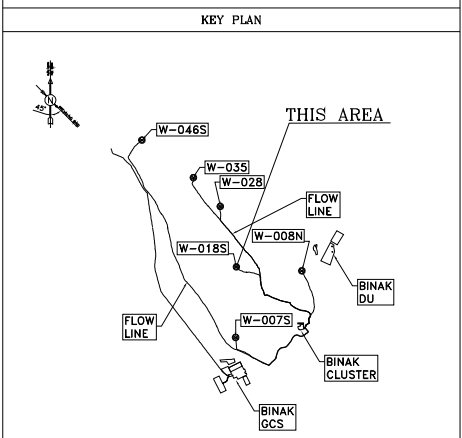 KEY PLAN
N
45°
W-046S
THIS AREA
W-035
W-028
FLOW
LINE
W-008N
W-018S
BINAK
DU
FLOW
LINE
W-007S
BINAK
CLUSTER
BINAK
GCS